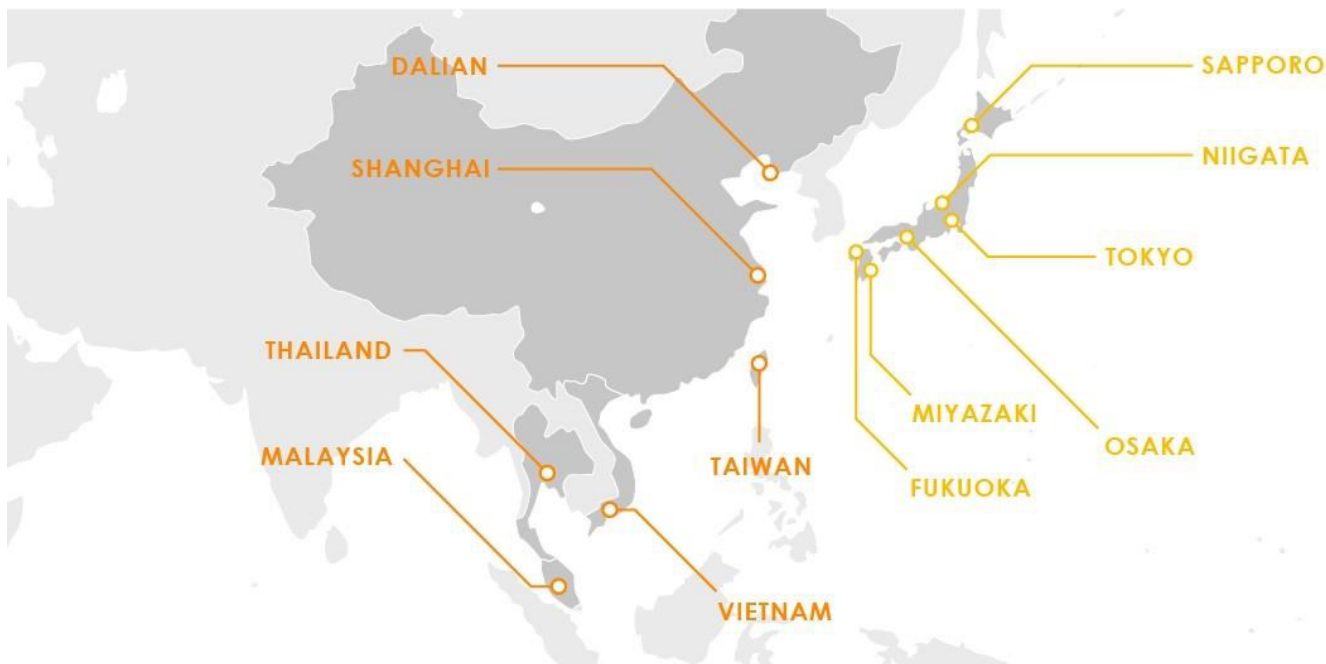 DALIAN
SAPPORO
SHANGHAI
NIIGATA
TOKYO
THAILAND
MIYAZAKI
OSAKA
MALAYSIA
TAIWAN
FUKUOKA
VIETNAM